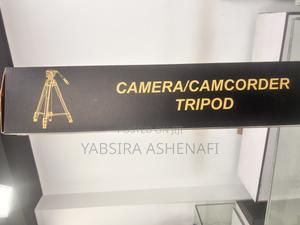 CAMERA/CAMCORDER
TRIPOD
POSTED ON JIJI
YABSIRA ASHENAFI